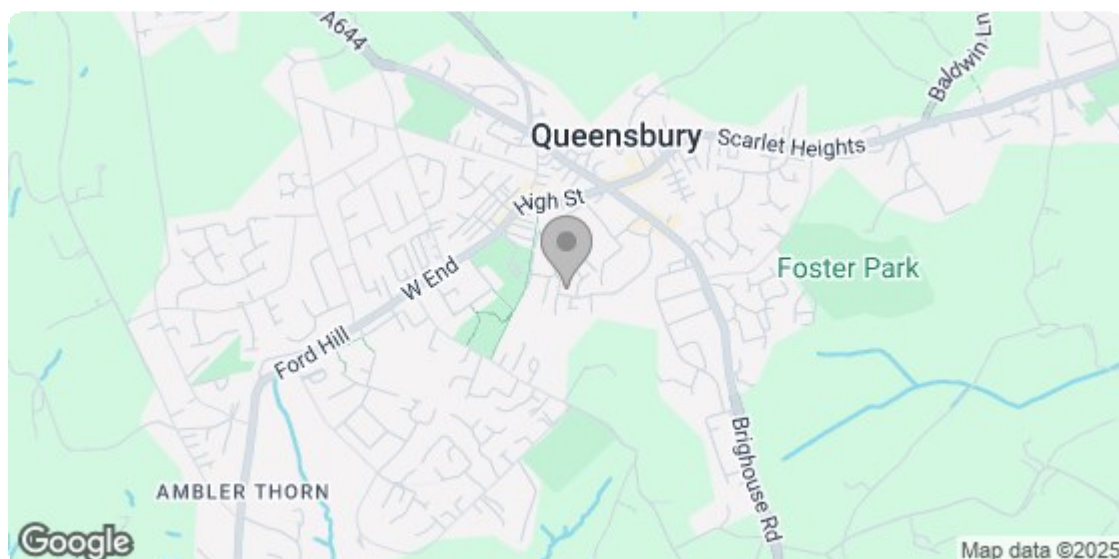 A644
Baldwin Ln
Queensbury
Scarlet Heights
High St
Foster Park
W End
Ford Hill
Brighouse Rd
AMBLER THORN
Google
Map data ©2025